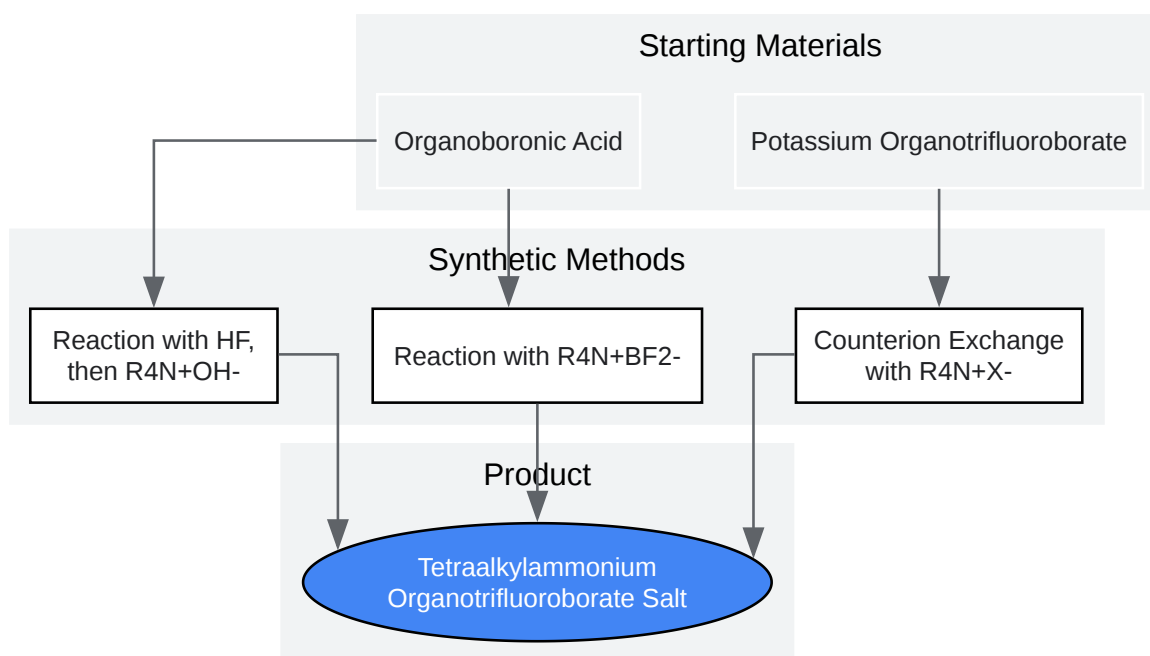 Starting Materials
Organoboronic Acid
Potassium Organotrifluoroborate
Synthetic Methods
Reaction with HF,
then R4N+OH-
Reaction with R4N+BF2-
Counterion Exchange
with R4N+X-
Product
Tetraalkylammonium
Organotrifluoroborate Salt